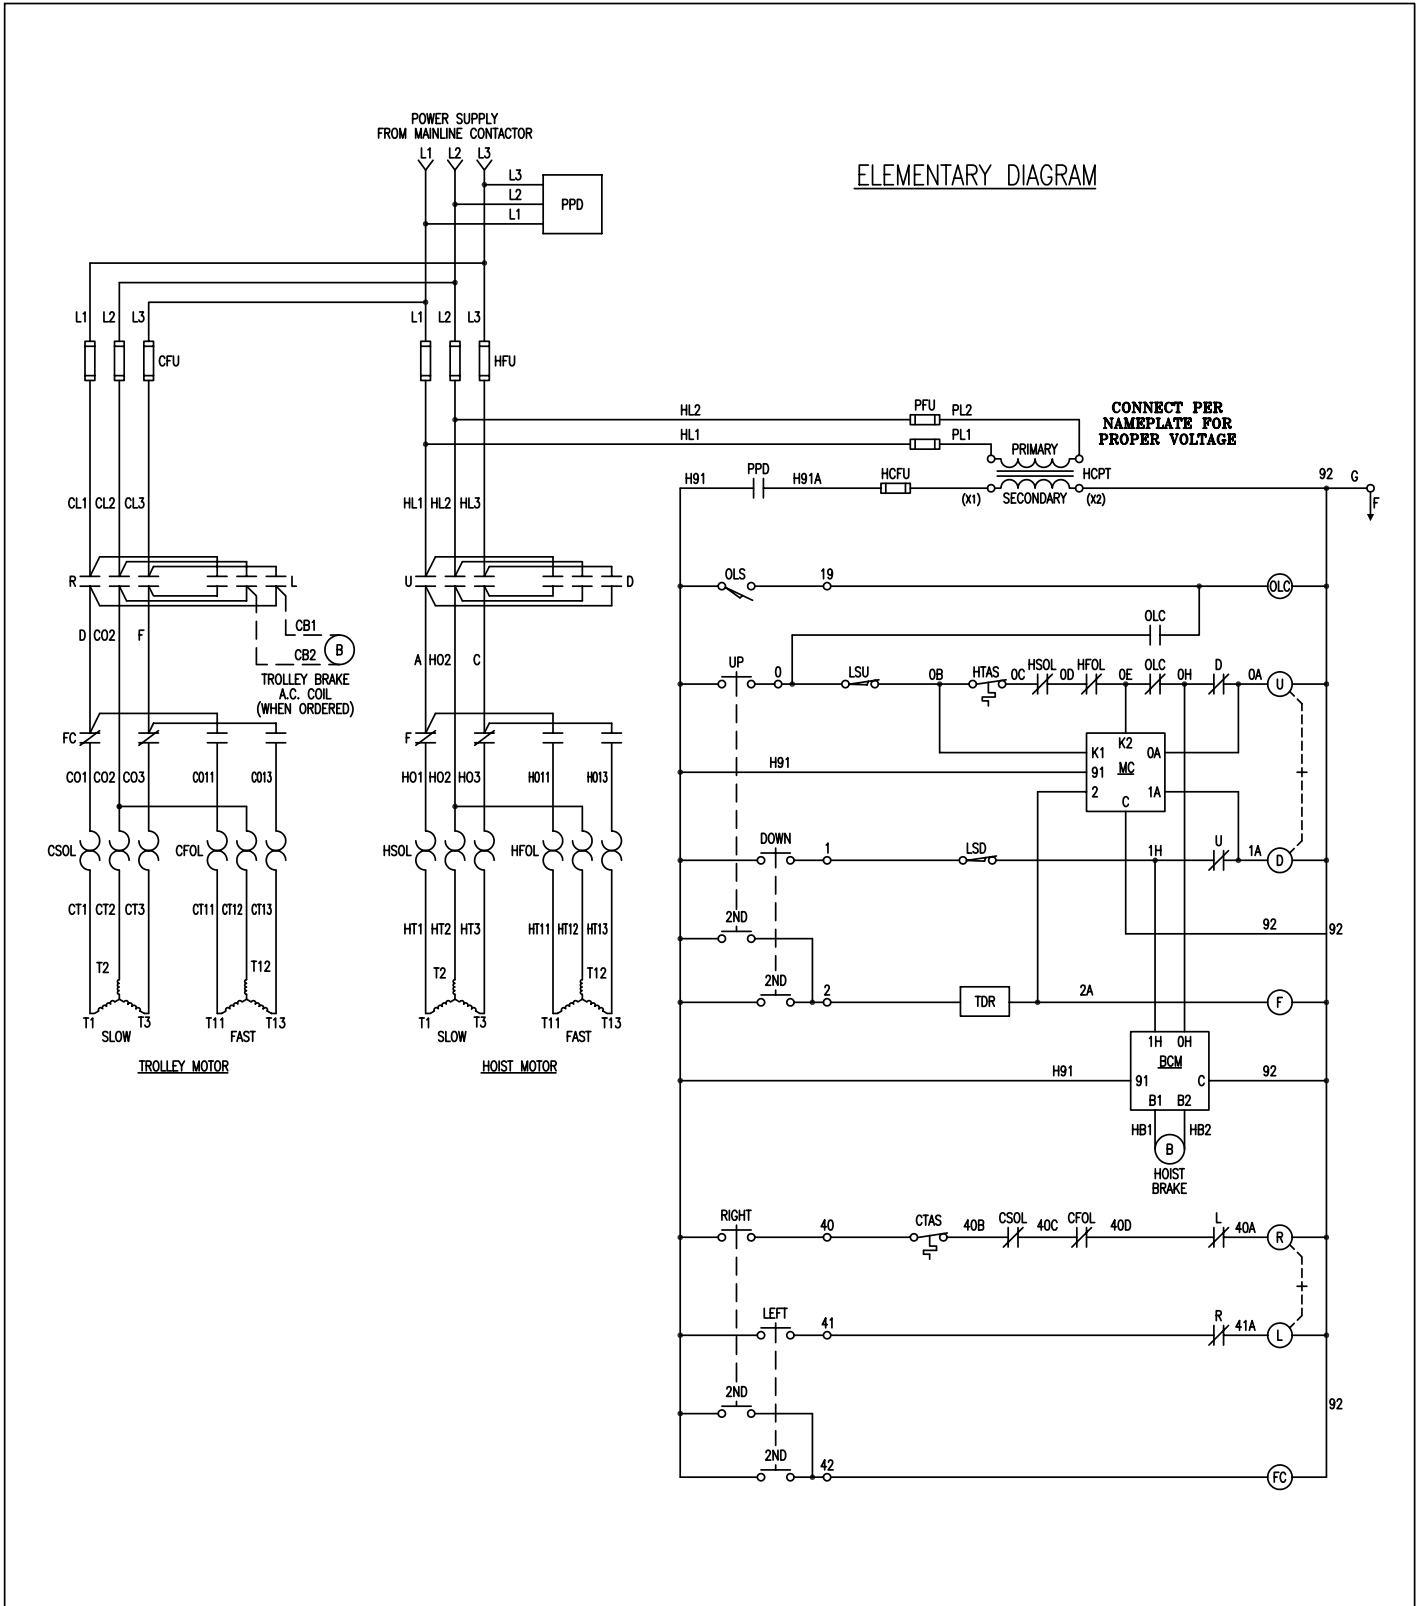 POWER SUPPLY
FROM MAINLINE CONTACTOR
L1 L2 L3
ELEMENTARY DIAGRAM
L3
L2 PPD
L1
L1 L2 L3 L1 L2 L3
CFU HFU
CONNECT PER
NAMEPLATE FOR
PROPER VOLTAGE
HL2 PFU PL2
HL1 PL1
PRIMARY
H91 PPD H91A HCFU HCPT 92 G
(X1) SECONDARY (X2) F
CL1 CL2 CL3 HL1 HL2 HL3
R L U D
OLS 19 OLC
D CO2 F CB1
CB2 B
A HO2 C
OLC
TROLLEY BRAKE
A.C. COIL
(WHEN ORDERED)
UP 0 LSU 0B HTAS 0C HSOL 0D HFOL 0E OLC 0H D 0A U
FC F
K2
K1 0A
H91 91 MC
2 1A
C
CO1 CO2 CO3 CO11 CO13 HO1 HO2 HO3 HO11 HO13
CSOL CFOL HSOL HFOL
DOWN 1 LSD 1H U 1A D
CT1 CT2 CT3 CT11 CT12 CT13 HT1 HT2 HT3 HT11 HT12 HT13
2ND 92 92
T2 T12 T2 T12
2ND 2 TDR 2A F
T1 T3 T11 T13 T1 T3 T11 T13
SLOW FAST SLOW FAST
TROLLEY MOTOR HOIST MOTOR
1H 0H
BCM
H91 91 C 92
B1 B2
HB1 HB2
B
HOIST
BRAKE
RIGHT 40 CTAS 40B CSOL 40C CFOL 40D L 40A R
LEFT 41 R 41A L
2ND 92
2ND 42 FC